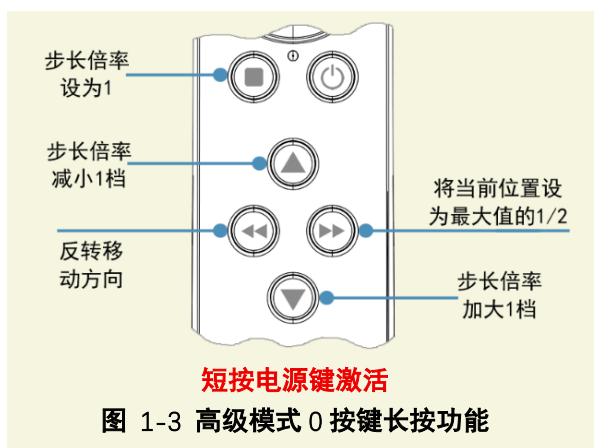 步长倍率
设为1
步长倍率
减小1档
将当前位置设
为最大值的1/2
反转移
动方向
步长倍率
加大1档
短按电源键激活
图 1-3 高级模式 0 按键长按功能